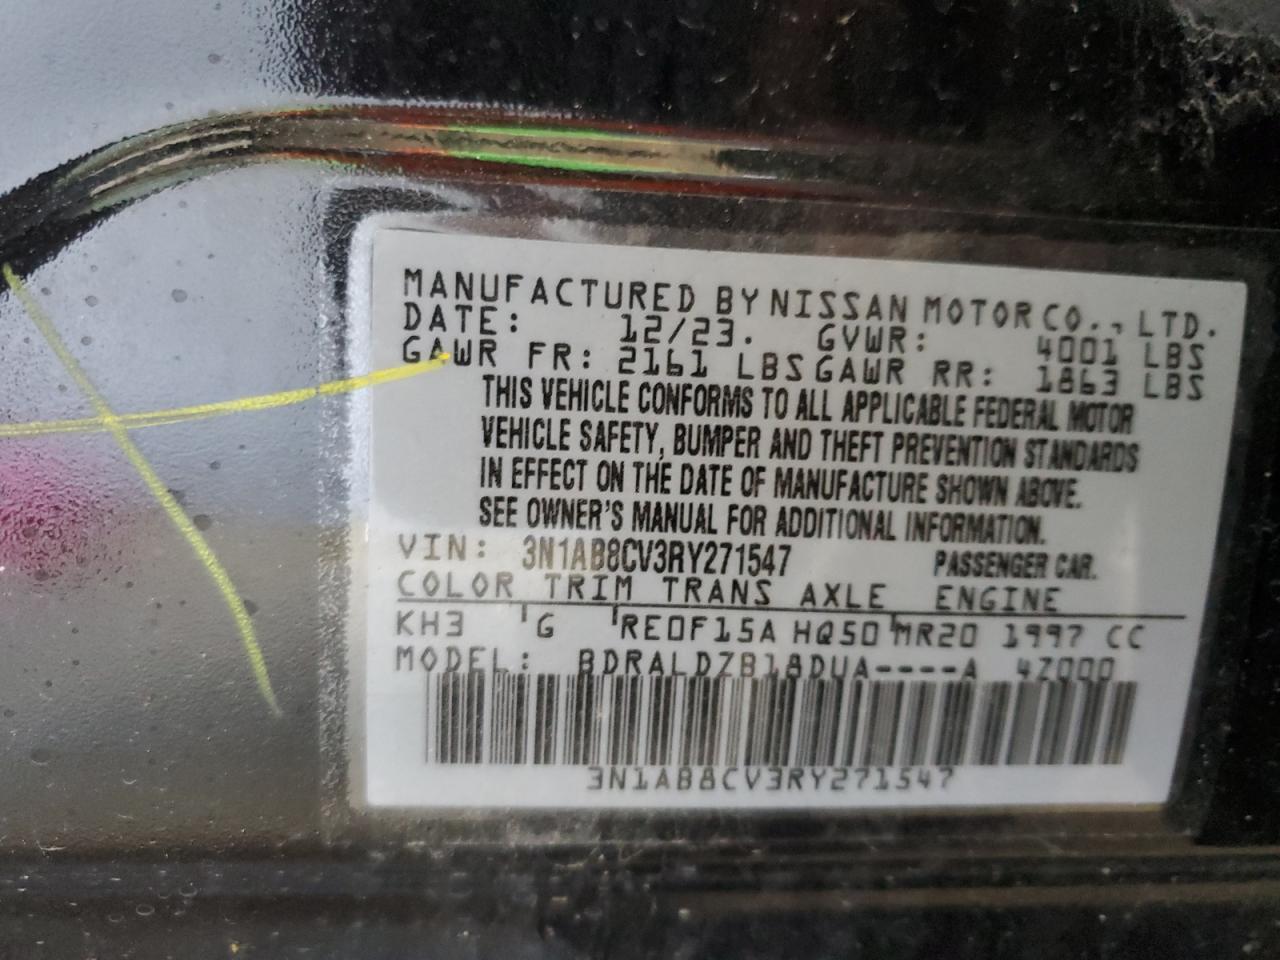 MANUFACTURED BY NISSAN MOTOR CO., LTD.
DATE: 12/23. GVWR: 4001 LBS
GAWR FR: 2161 LBS GAWR RR: 1863 LBS
THIS VEHICLE CONFORMS TO ALL APPLICABLE FEDERAL MOTOR
VEHICLE SAFETY, BUMPER AND THEFT PREVENTION STANDARDS
IN EFFECT ON THE DATE OF MANUFACTURE SHOWN ABOVE.
SEE OWNER'S MANUAL FOR ADDITIONAL INFORMATION.
VIN: 3N1AB8CV3RY271547 PASSENGER CAR.
COLOR TRIM TRANS AXLE ENGINE
KH3 G RE0F15A HQ50 MR20 1997 CC
MODEL: BDRALDZB18DUA----A 4Z000
3N1AB8CV3RY271547